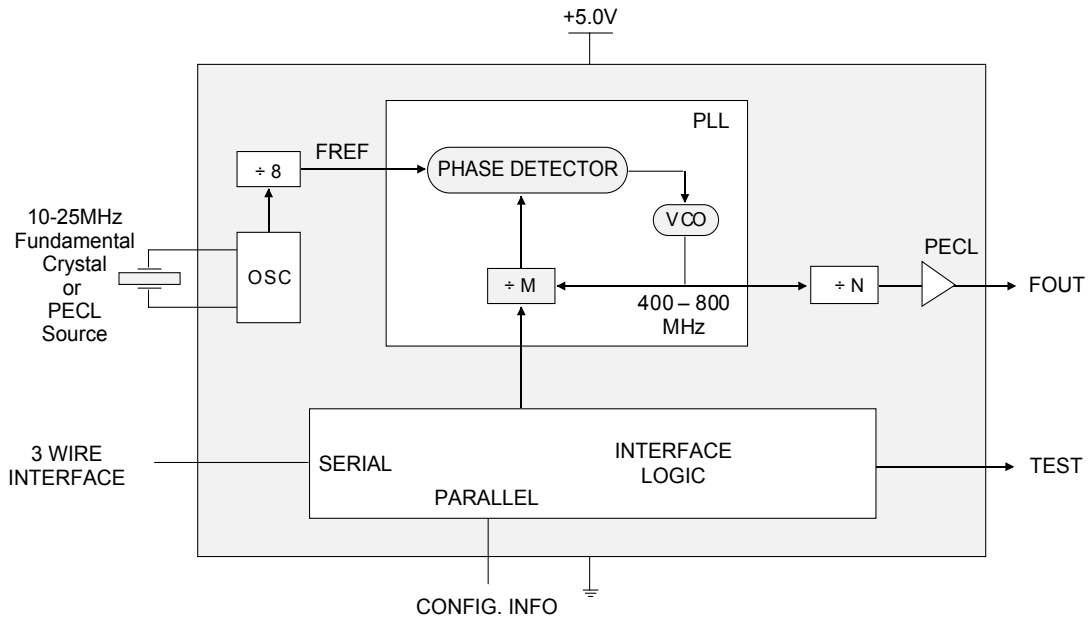 +5.0V
PLL
FREF
PHASE DETECTOR
÷ 8
10-25MHz
Fundamental
Crystal
or
PECL
Source
OSC
VCO
PECL
÷ M
÷ N
FOUT
400 – 800
MHz
3 WIRE
INTERFACE
SERIAL
INTERFACE
LOGIC
TEST
PARALLEL
CONFIG. INFO